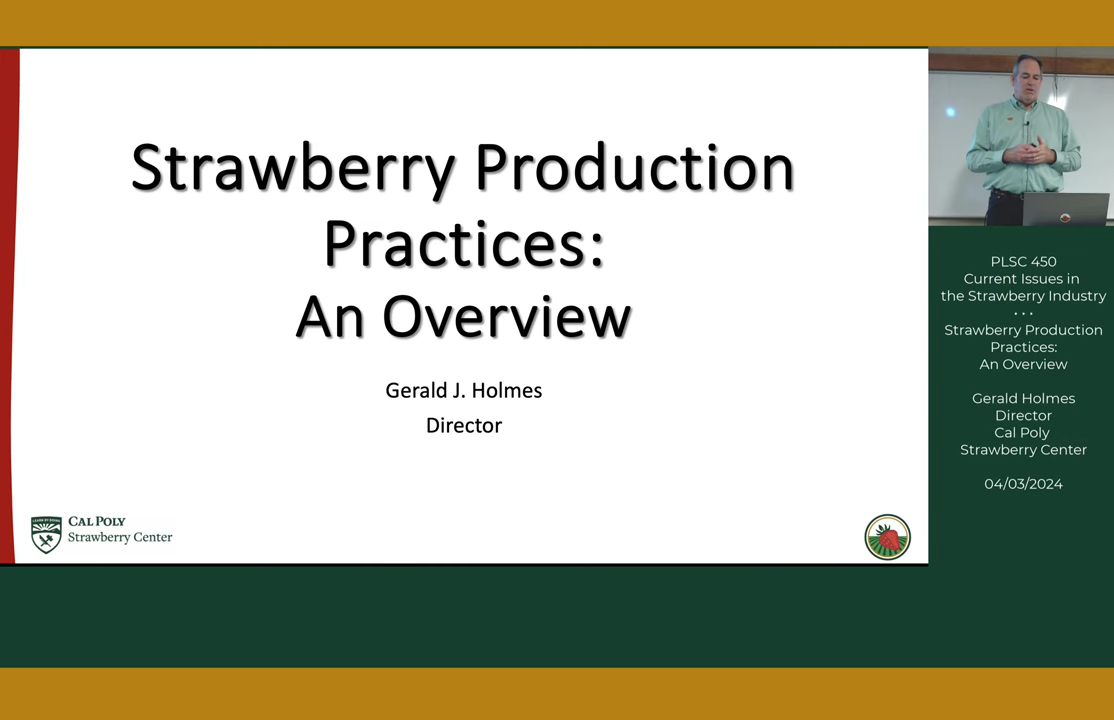 Strawberry Production
Practices:
An Overview
Gerald J. Holmes
Director
CAL POLY
Strawberry Center
PLSC 450
Current Issues in
the Strawberry Industry
...
Strawberry Production
Practices:
An Overview
Gerald Holmes
Director
Cal Poly
Strawberry Center
04/03/2024